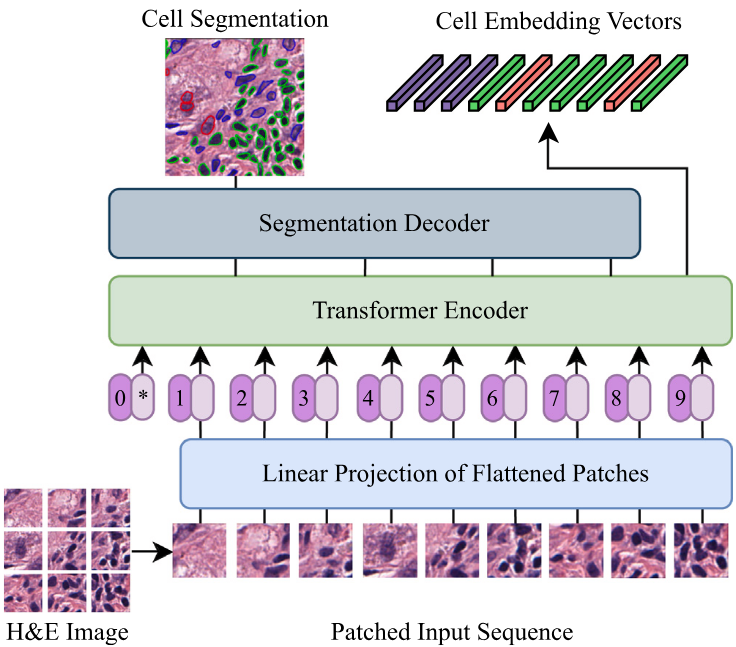 Cell Segmentation
Cell Embedding Vectors
Segmentation Decoder
Transformer Encoder
0 * 1 2 3 4 5 6 7 8 9
Linear Projection of Flattened Patches
H&E Image
Patched Input Sequence